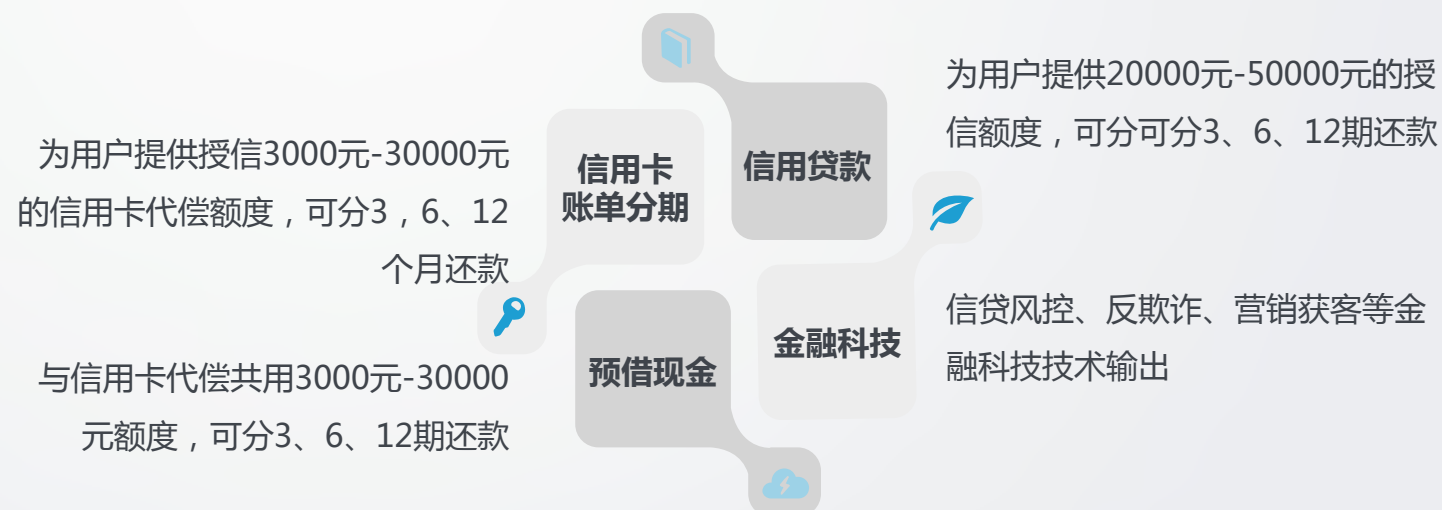 为用户提供授信3000元-30000元
的信用卡代偿额度，可分3，6、12
个月还款
信用卡
账单分期
信用贷款
为用户提供20000元-50000元的授
信额度，可分可分3、6、12期还款
与信用卡代偿共用3000元-30000
元额度，可分3、6、12期还款
预借现金
金融科技
信贷风控、反欺诈、营销获客等金
融科技技术输出